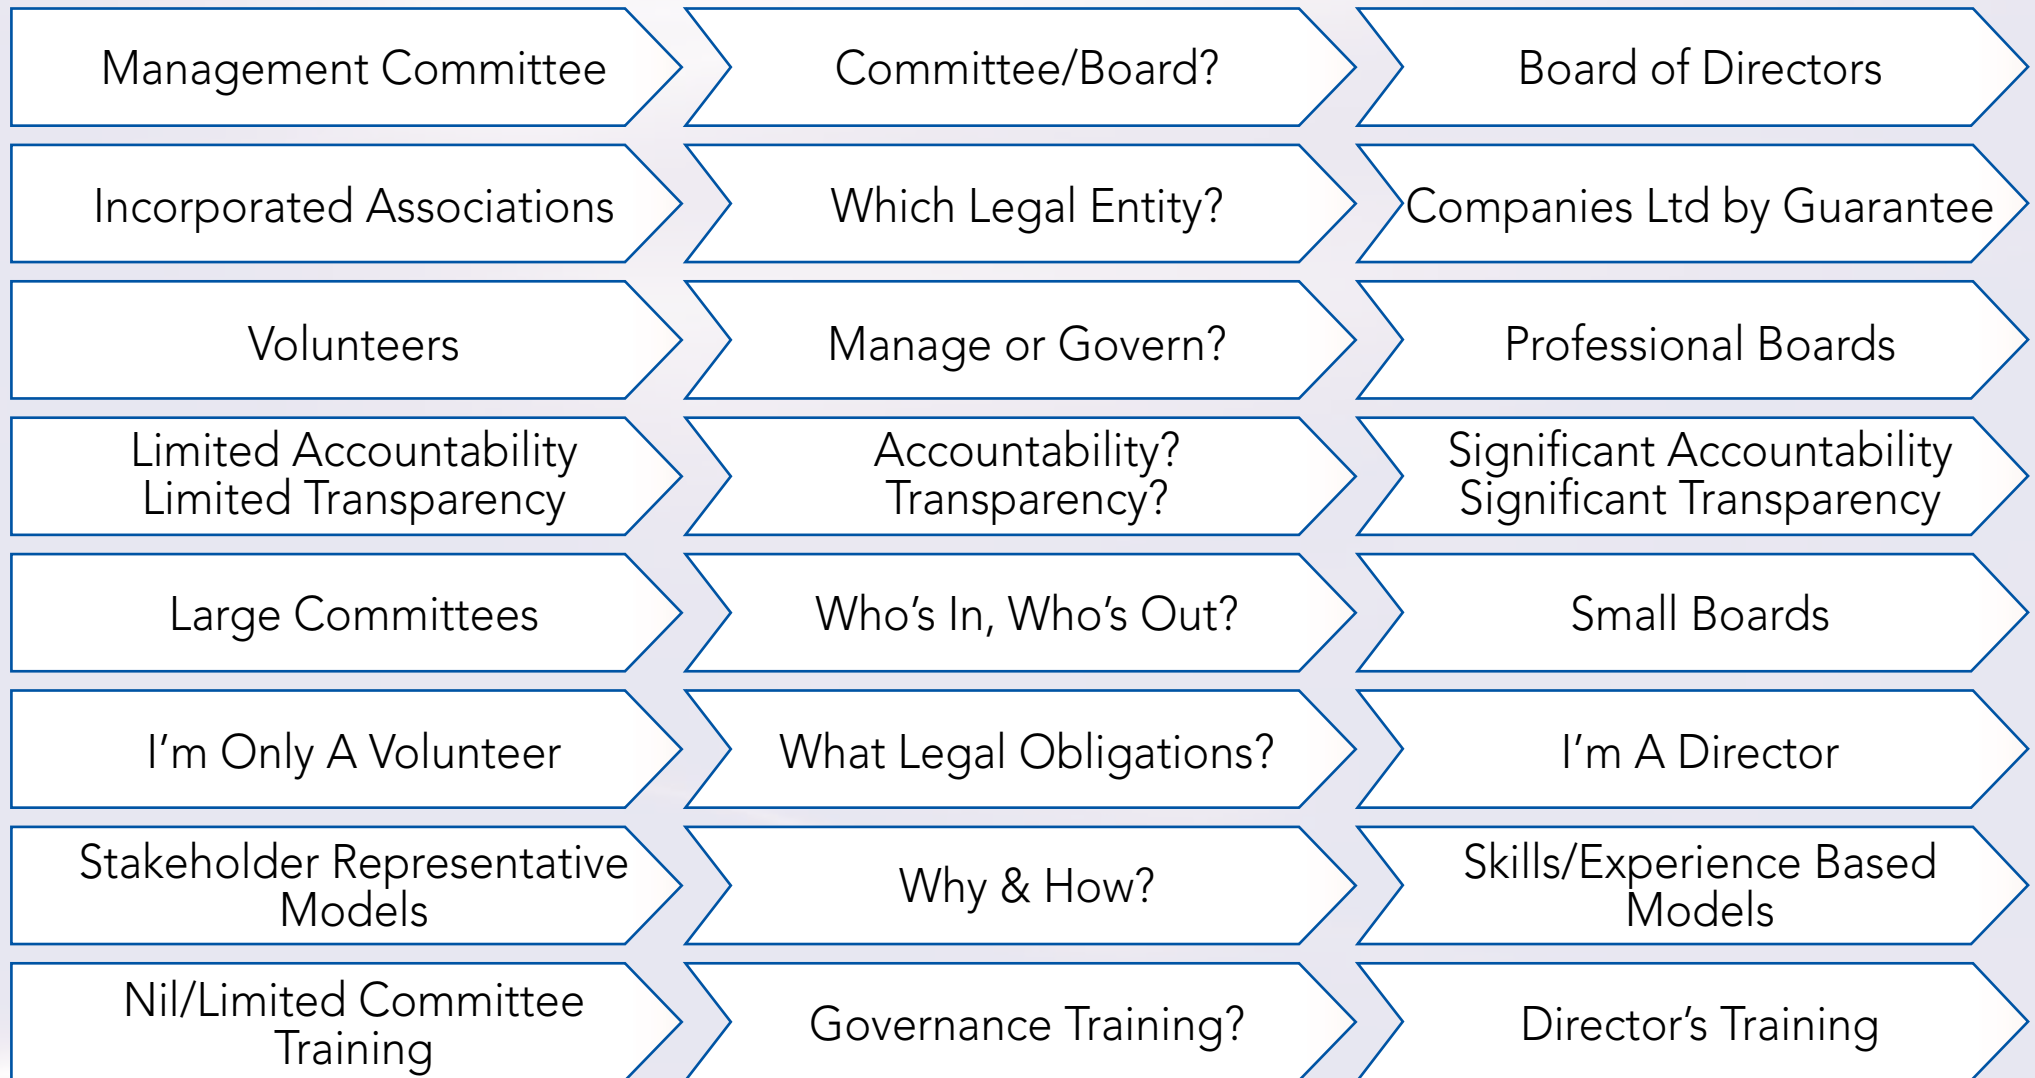 Management Committee
Committee/Board?
Board of Directors
Incorporated Associations
Which Legal Entity?
Companies Ltd by Guarantee
Volunteers
Manage or Govern?
Professional Boards
Limited Accountability
Limited Transparency
Accountability?
Transparency?
Significant Accountability
Significant Transparency
Large Committees
Who’s In, Who’s Out?
Small Boards
I’m Only A Volunteer
What Legal Obligations?
I’m A Director
Stakeholder Representative
Models
Why & How?
Skills/Experience Based
Models
Nil/Limited Committee
Training
Governance Training?
Director’s Training